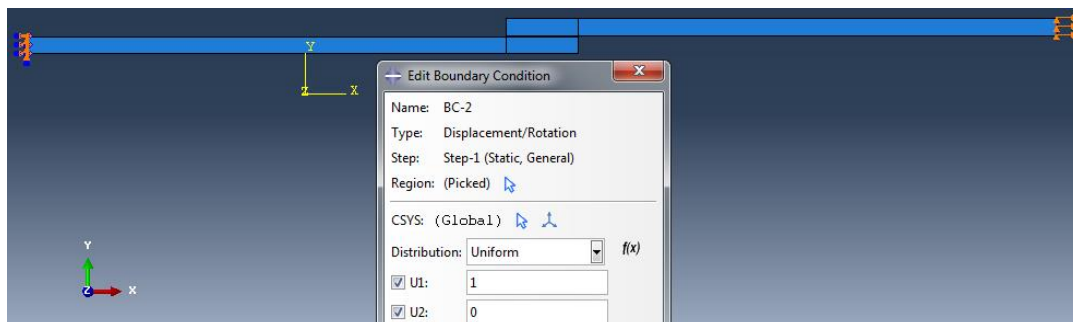 Y
Z X
Edit Boundary Condition X
Name: BC-2
Type: Displacement/Rotation
Step: Step-1 (Static, General)
Region: (Picked)
CSYS: (Global)
Distribution: Uniform f(x)
U1: 1
U2: 0
Y
Z X